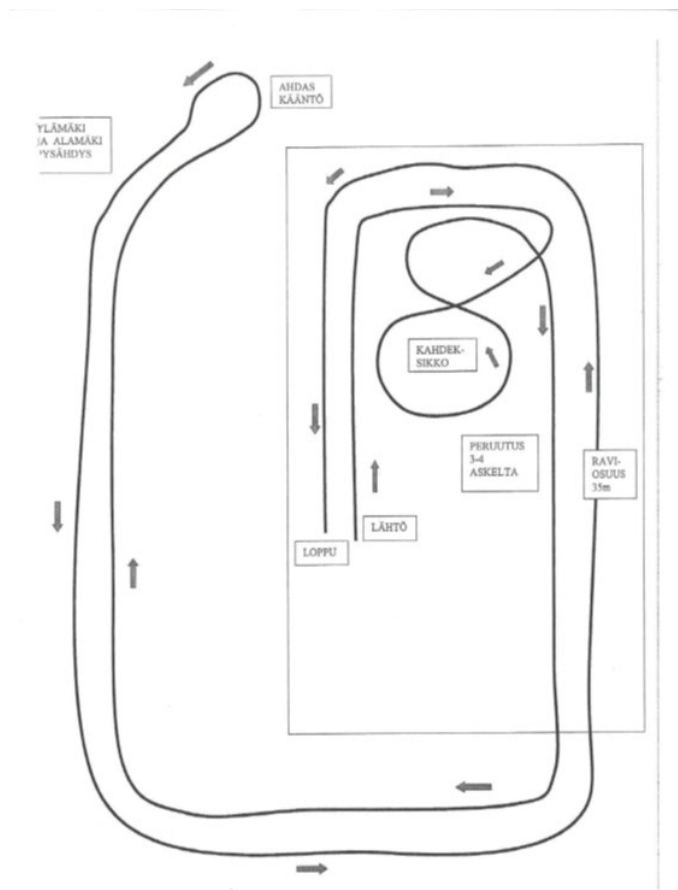 AHDAS
KÄÄNTÖ
YLÄMÄKI
JA ALAMÄKI
PYSÄHDYS
KAHDEK-
SIKKO
PERUUTUS
3-4
ASKELTA
RAVI-
OSUUS
35m
LÄHTÖ
LOPPU